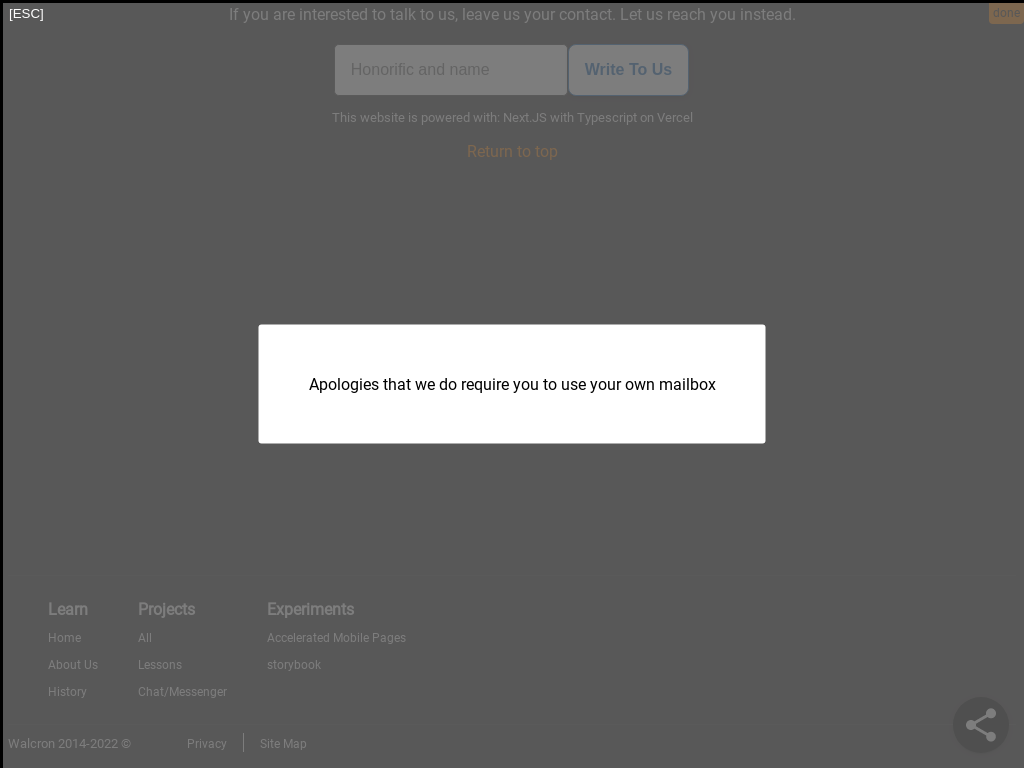 [ESC]
If you are interested to talk to us, leave us your contact. Let us reach you instead.
done
Honorific and name
Write To Us
This website is powered with: Next.JS with Typescript on Vercel
Return to top
Apologies that we do require you to use your own mailbox
Learn
Home
About Us
History
Projects
All
Lessons
Chat/Messenger
Experiments
Accelerated Mobile Pages
storybook
Walcron 2014-2022 ©
Privacy
Site Map